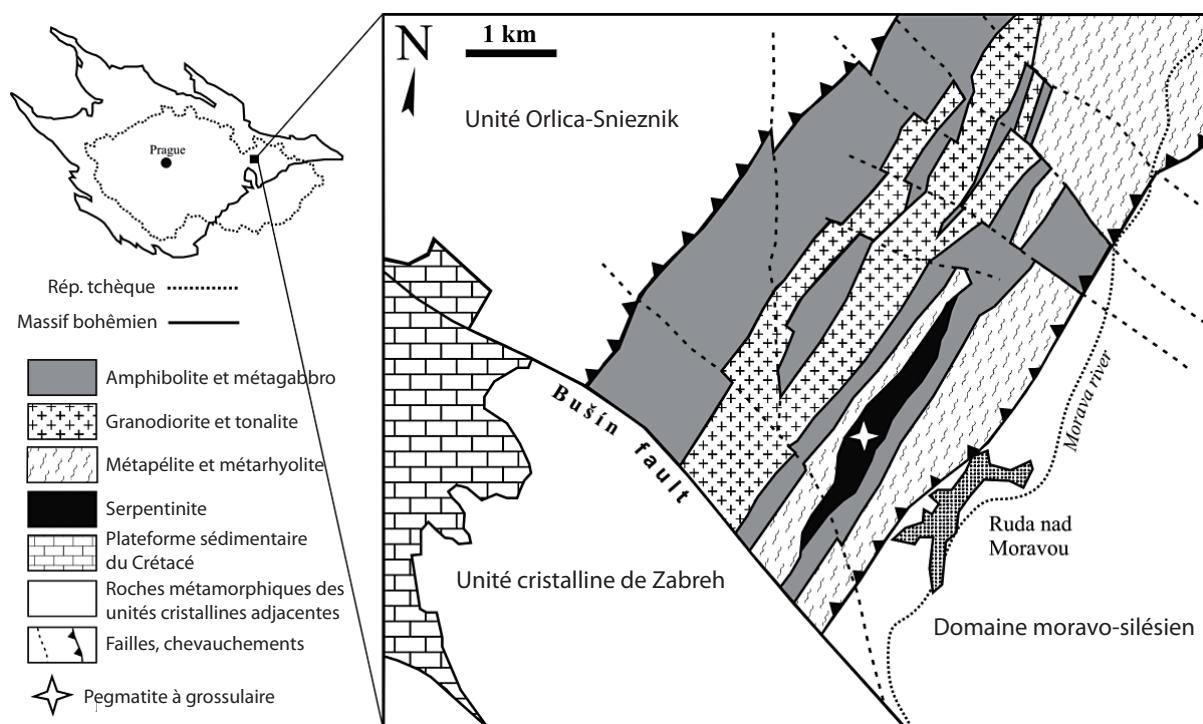 Prague
Rép. tchèque
Massif bohêmien
Amphibolite et métagabbro
Granodiorite et tonalite
Métapélite et métarhyolite
Serpentinite
Plateforme sédimentaire
du Crétacé
Roches métamorphiques des
unités cristallines adjacentes
Failles, chevauchements
Pegmatite à grossulaire
N
1 km
Unité Orlica-Snieznik
Bušín fault
Morava river
Ruda nad
Moravou
Unité cristalline de Zabreh
Domaine moravo-silésien